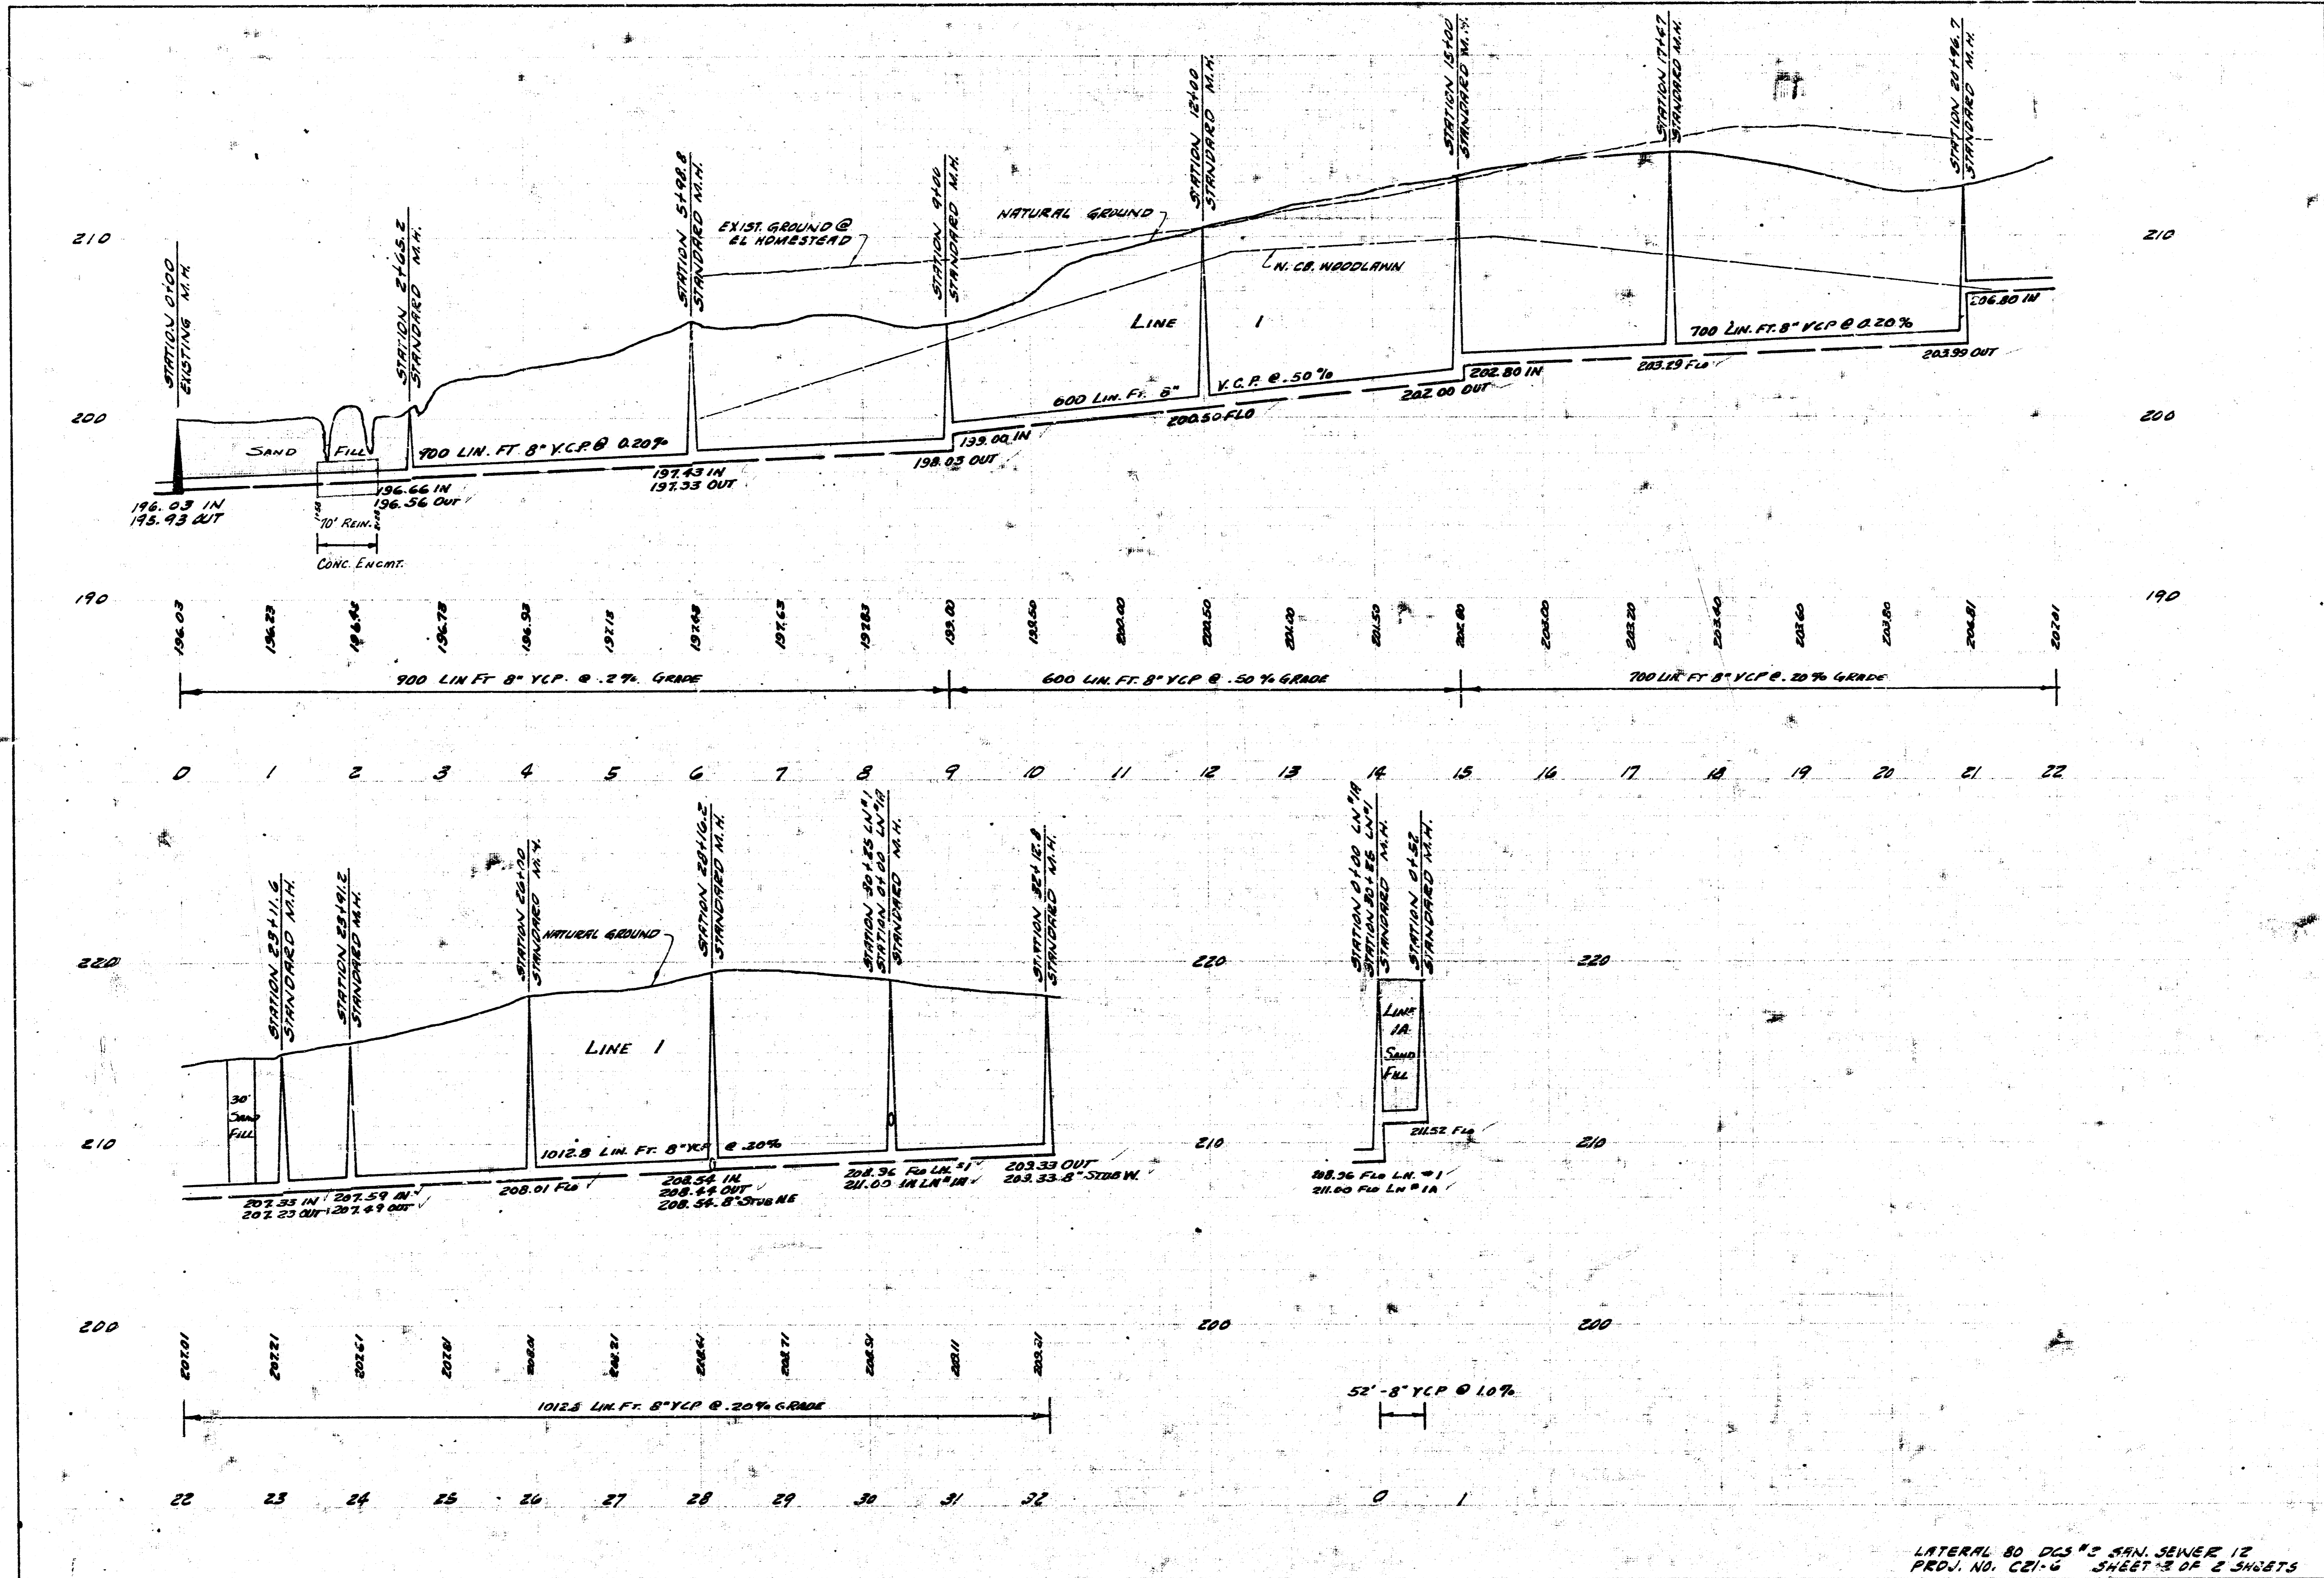 STATION 0+00
EXISTING M.H.
STATION 2+65.2
STANDARD M.H.
STATION 5+98.8
STANDARD M.H.
STATION 9+00
STANDARD M.H.
STATION 12+00
STANDARD M.H.
STATION 15+00
STANDARD M.H.
STATION 17+67
STANDARD M.H.
STATION 20+96.7
STANDARD M.H.
210
EXIST. GROUND @
EL HOMESTEAD
NATURAL GROUND
N. CB. WOODLAWN
210
LINE 1
206.80 IN
700 LIN. FT. 8" VCP @ 0.20%
203.99 OUT
203.29 FLO
202.80 IN
202.00 OUT
600 LIN. FT. 8" V.C.P. @ .50%
200.50 FLO
200
200
SAND FILL
900 LIN. FT. 8" V.C.P. @ 0.20%
199.00 IN
198.03 OUT
197.43 IN
197.33 OUT
196.66 IN
196.56 OUT
196.03 IN
195.93 OUT
70' REIN.
CONC. ENCMT.
190
190
196.03 196.23 196.43 196.73 196.93 197.13 197.43 197.63 197.83 199.00 199.50 200.00 200.50 201.00 201.50 202.80 203.00 203.20 203.40 203.60 203.80 206.81 207.01
900 LIN FT 8" VCP. @ .2% GRADE
600 LIN. FT. 8" VCP @ .50% GRADE
700 LIN FT 8" VCP @ .20% GRADE
0 1 2 3 4 5 6 7 8 9 10 11 12 13 14 15 16 17 18 19 20 21 22
STATION 23+11.6
STANDARD M.H.
STATION 23+91.2
STANDARD M.H.
STATION 26+00
STANDARD M.H.
STATION 28+16.2
STANDARD M.H.
STATION 30+25 LN#1
STATION 0+00 LN#1A
STANDARD M.H.
STATION 32+12.8
STANDARD M.H.
STATION 0+00 LN#1A
STATION 30+25 LN#1
STANDARD M.H.
STATION 0+52
STANDARD M.H.
220
NATURAL GROUND
220
220
LINE 1
LINE
1A
SAND
FILL
30'
SAND
FILL
210
1012.8 LIN. FT. 8" VCP @ .20%
210
211.52 FLO
210
207.33 IN
207.23 OUT
207.59 IN
207.49 OUT
208.01 FLO
208.54 IN
208.44 OUT
208.54 8" STUB NE
208.96 FLO LN. #1
211.00 IN LN#1A
209.33 OUT
209.33 8" STUB W.
208.96 FLO LN. #1
211.00 FLO LN#1A
200
200
200
207.01 207.21 207.61 207.81 208.01 208.21 208.71 208.91 209.11
1012.8 LIN. FT. 8" VCP @ .20% GRADE
52'-8" VCP @ 1.0%
22 23 24 25 26 27 28 29 30 31 32
0 1
LATERAL 80 DCS #2 SAN. SEWER 12
PROJ. NO. CZ1-6 SHEET OF 2 SHEETS